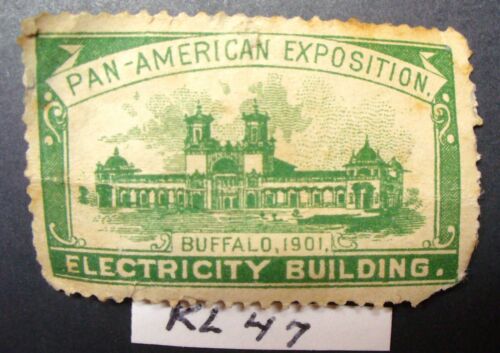 PAN-AMERICAN EXPOSITION.
BUFFALO, 1901,
ELECTRICITY BUILDING.
RL 47